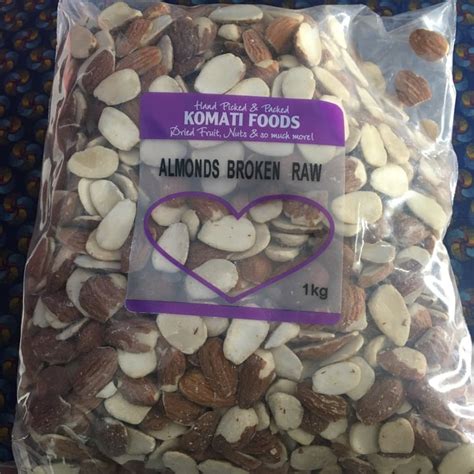 Hand Picked & Packed
KOMATI FOODS
Dried Fruit, Nuts & so much more!
ALMONDS BROKEN RAW
1kg